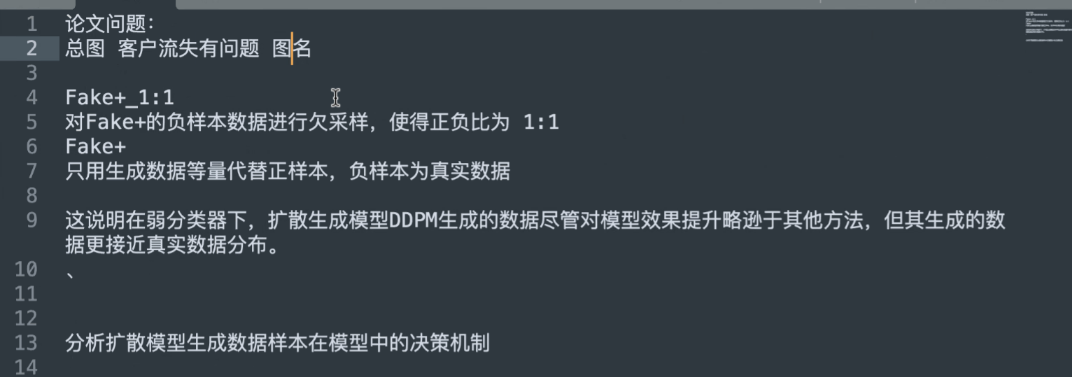 1 论文问题：
2 总图 客户流失有问题 图名
3
4 Fake+_1:1
5 对Fake+的负样本数据进行欠采样，使得正负比为 1:1
6 Fake+
7 只用生成数据等量代替正样本，负样本为真实数据
8
9 这说明在弱分类器下，扩散生成模型DDPM生成的数据尽管对模型效果提升略逊于其他方法，但其生成的数
据更接近真实数据分布。
10 、
11
12
13 分析扩散模型生成数据样本在模型中的决策机制
14